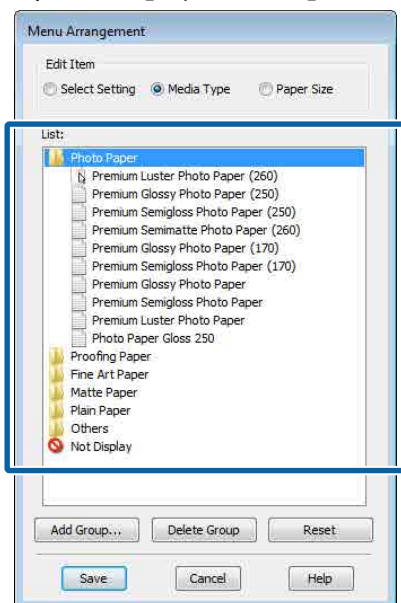 Menu Arrangement
Edit Item
Select Setting Media Type Paper Size
List:
Photo Paper
Premium Luster Photo Paper (260)
Premium Glossy Photo Paper (250)
Premium Semigloss Photo Paper (250)
Premium Semimatte Photo Paper (260)
Premium Glossy Photo Paper (170)
Premium Semigloss Photo Paper (170)
Premium Glossy Photo Paper
Premium Semigloss Photo Paper
Premium Luster Photo Paper
Photo Paper Gloss 250
Proofing Paper
Fine Art Paper
Matte Paper
Plain Paper
Others
Not Display
Add Group... Delete Group Reset
Save Cancel Help